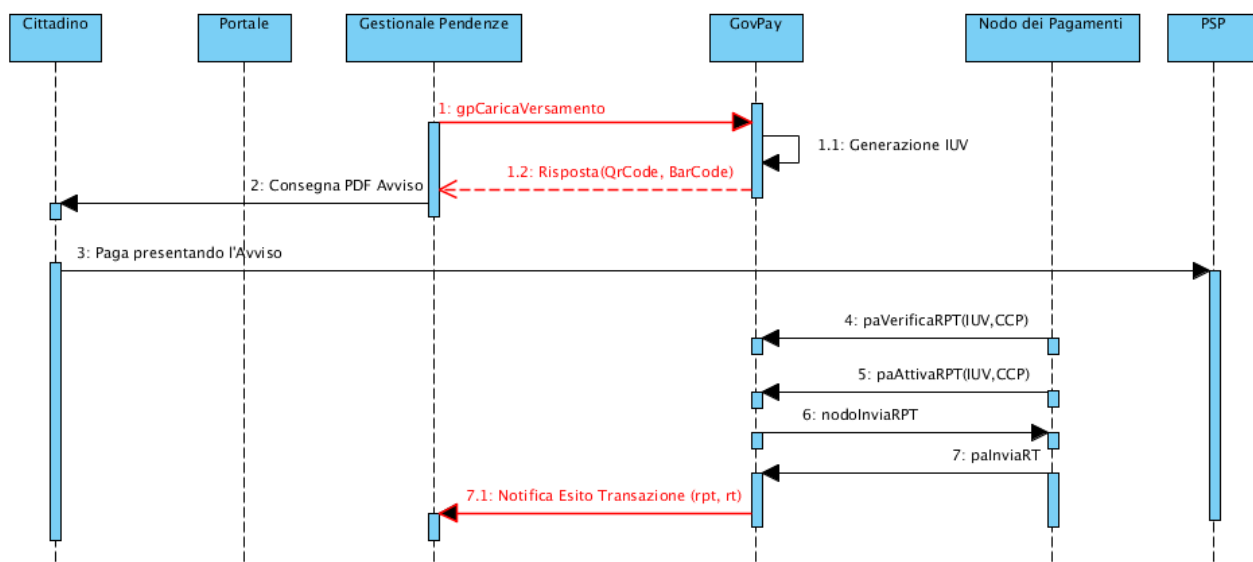 Cittadino
Portale
Gestionale Pendenze
GovPay
Nodo dei Pagamenti
PSP
1: gpCaricaVersamento
1.1: Generazione IUV
1.2: Risposta(QrCode, BarCode)
2: Consegna PDF Avviso
3: Paga presentando l'Avviso
4: paVerificaRPT(IUV,CCP)
5: paAttivaRPT(IUV,CCP)
6: nodoInviaRPT
7: paInviaRT
7.1: Notifica Esito Transazione (rpt, rt)